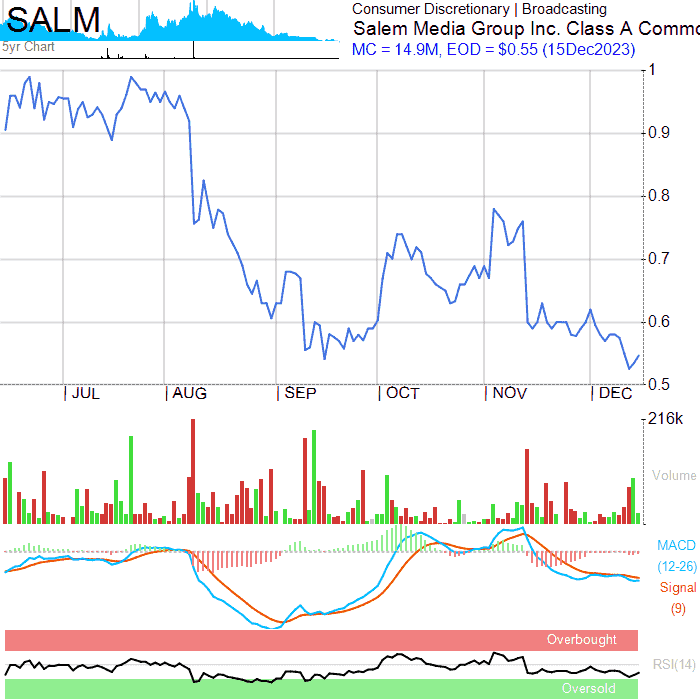 SALM
5yr Chart
Consumer Discretionary | Broadcasting
Salem Media Group Inc. Class A Commo
MC = 14.9M, EOD = $0.55 (15Dec2023)
1
0.9
0.8
0.7
0.6
0.5
JUL AUG SEP OCT NOV DEC
216k
Volume
MACD
(12-26)
Signal
(9)
Overbought
RSI(14)
Oversold